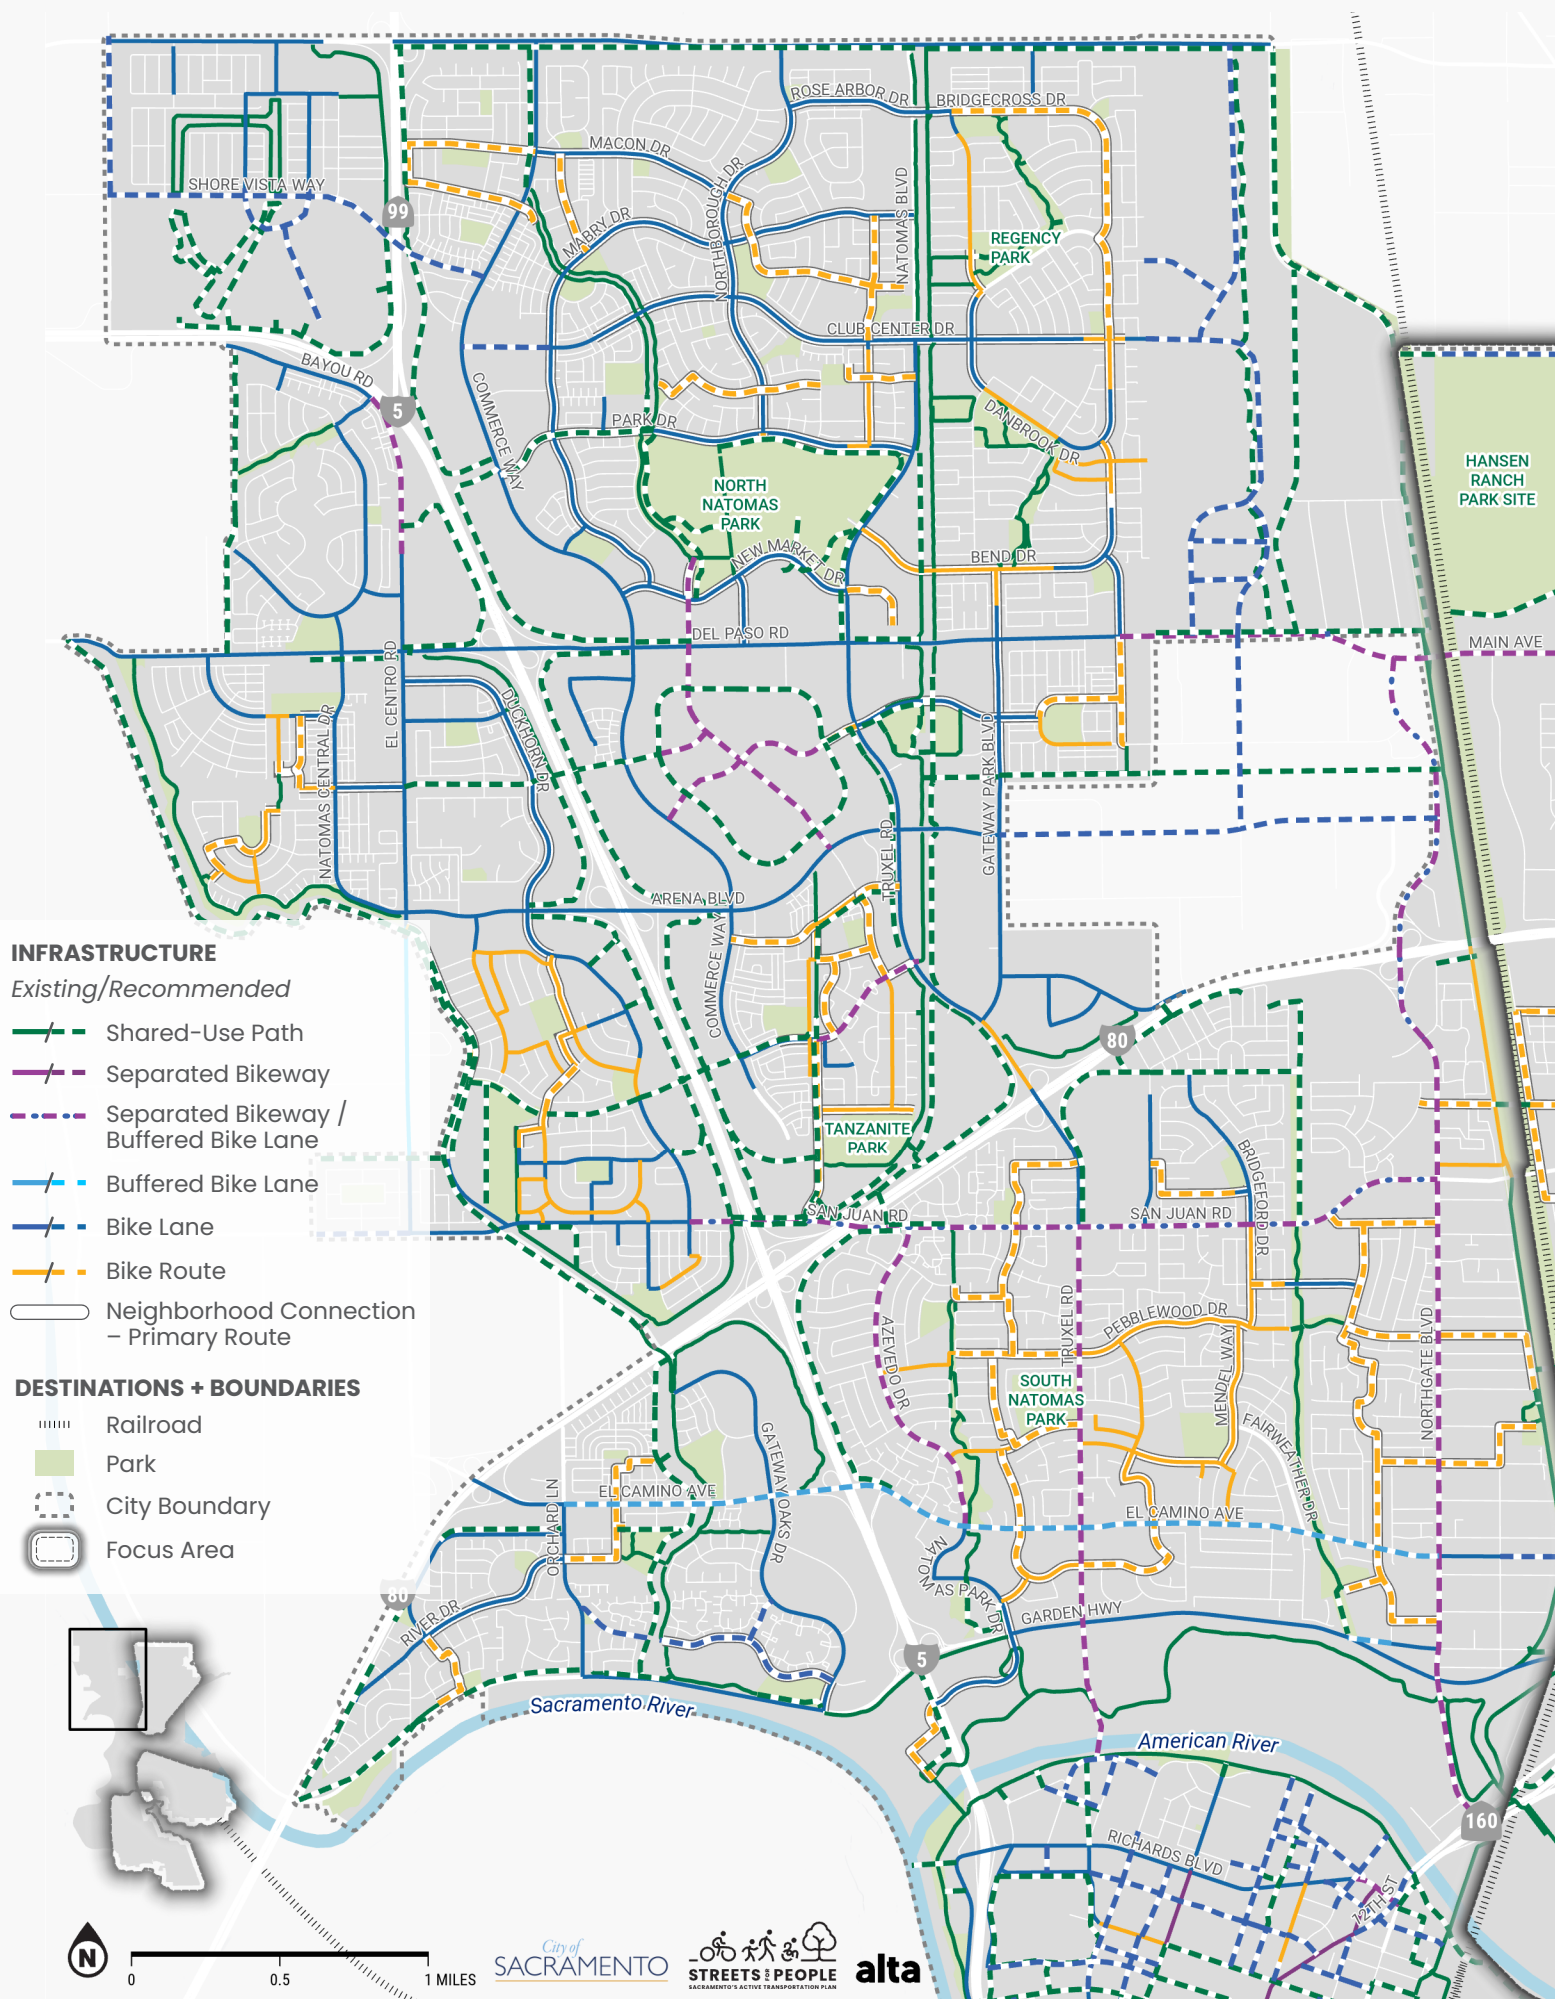 ROSE ARBOR DR
BRIDGECROSS DR
MACON DR
NORTHBOROUGH DR
NATOMAS BLVD
SHORE VISTA WAY
99
MABRY DR
REGENCY
PARK
CLUB CENTER DR
BAYOU RD
5
COMMERCE WAY
PARK DR
DANBROOK DR
HANSEN
RANCH
PARK SITE
NORTH
NATOMAS
PARK
NEW MARKET DR
BEND DR
DEL PASO RD
MAIN AVE
EL CENTRO RD
DUCKHORN DR
NATOMAS CENTRAL DR
GATEWAY PARK BLVD
TRUXEL RD
ARENA BLVD
COMMERCE WAY
80
TANZANITE
PARK
SAN JUAN RD
SAN JUAN RD
BRIDGEFORD DR
AZEVEDO DR
TRUXEL RD
PEBBLEWOOD DR
MENDEL WAY
NORTHGATE BLVD
SOUTH
NATOMAS
PARK
FAIRWEATHER DR
GATEWAY OAKS DR
EL CAMINO AVE
ORCHARD LN
EL CAMINO AVE
NATOMAS PARK DR
GARDEN HWY
80
RIVER DR
5
Sacramento River
American River
160
RICHARDS BLVD
12TH ST
INFRASTRUCTURE
Existing/Recommended
Shared-Use Path
Separated Bikeway
Separated Bikeway /
Buffered Bike Lane
Buffered Bike Lane
Bike Lane
Bike Route
Neighborhood Connection
– Primary Route
DESTINATIONS + BOUNDARIES
Railroad
Park
City Boundary
Focus Area
N
0 0.5 1 MILES
City of
SACRAMENTO
STREETS FOR PEOPLE
SACRAMENTO'S ACTIVE TRANSPORTATION PLAN
alta